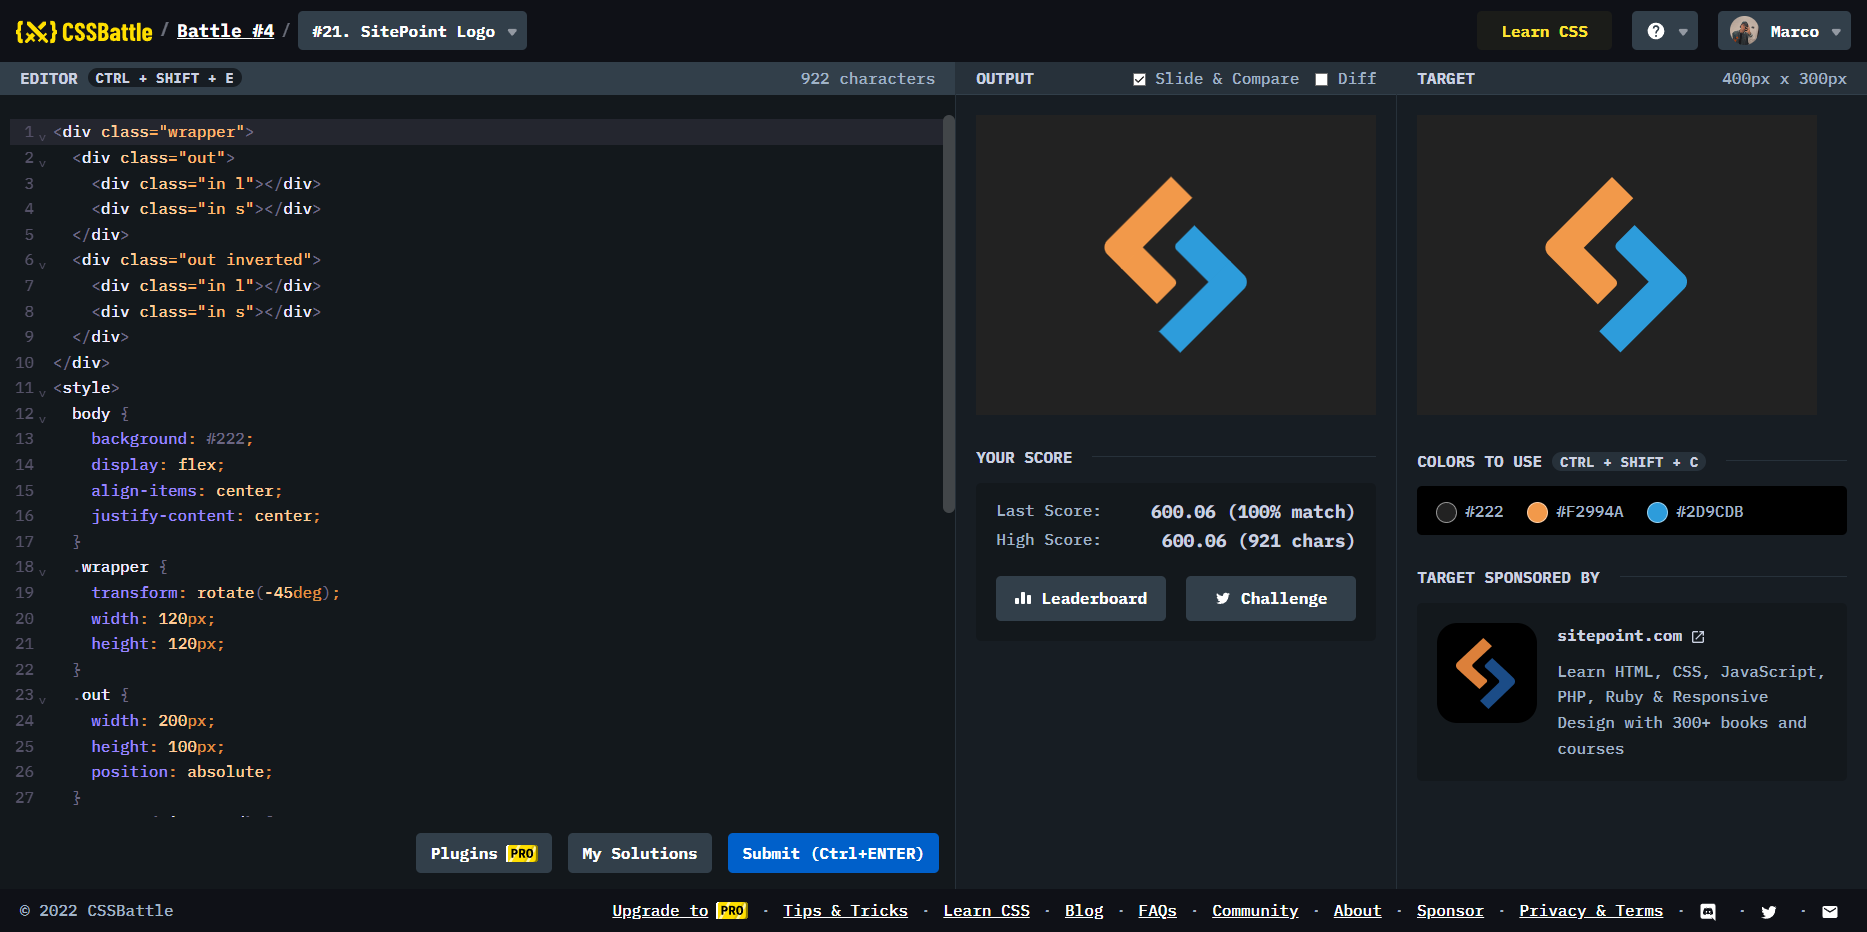 {X} CSSBattle / Battle #4 / #21. SitePoint Logo
Learn CSS
?
Marco
EDITOR CTRL + SHIFT + E
922 characters
1 <div class="wrapper">
2 <div class="out">
3 <div class="in l"></div>
4 <div class="in s"></div>
5 </div>
6 <div class="out inverted">
7 <div class="in l"></div>
8 <div class="in s"></div>
9 </div>
10 </div>
11 <style>
12 body {
13 background: #222;
14 display: flex;
15 align-items: center;
16 justify-content: center;
17 }
18 .wrapper {
19 transform: rotate(-45deg);
20 width: 120px;
21 height: 120px;
22 }
23 .out {
24 width: 200px;
25 height: 100px;
26 position: absolute;
27 }
Plugins PRO
My Solutions
Submit (Ctrl+ENTER)
OUTPUT
Slide & Compare
Diff
YOUR SCORE
Last Score: 600.06 (100% match)
High Score: 600.06 (921 chars)
Leaderboard
Challenge
TARGET
400px x 300px
COLORS TO USE CTRL + SHIFT + C
#222
#F2994A
#2D9CDB
TARGET SPONSORED BY
sitepoint.com
Learn HTML, CSS, JavaScript,
PHP, Ruby & Responsive
Design with 300+ books and
courses
© 2022 CSSBattle
Upgrade to PRO · Tips & Tricks · Learn CSS · Blog · FAQs · Community · About · Sponsor · Privacy & Terms · · ·